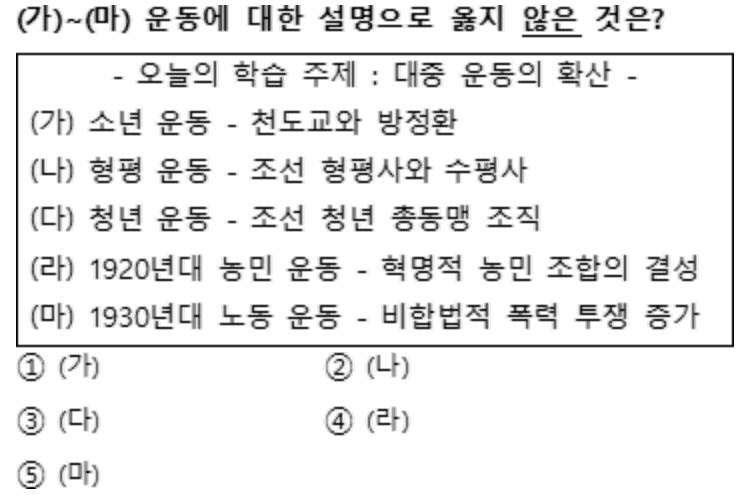 (가)~(마) 운동에 대한 설명으로 옳지 않은 것은?
- 오늘의 학습 주제 : 대중 운동의 확산 -
(가) 소년 운동 - 천도교와 방정환
(나) 형평 운동 - 조선 형평사와 수평사
(다) 청년 운동 - 조선 청년 총동맹 조직
(라) 1920년대 농민 운동 - 혁명적 농민 조합의 결성
(마) 1930년대 노동 운동 - 비합법적 폭력 투쟁 증가
① (가) ② (나)
③ (다) ④ (라)
⑤ (마)